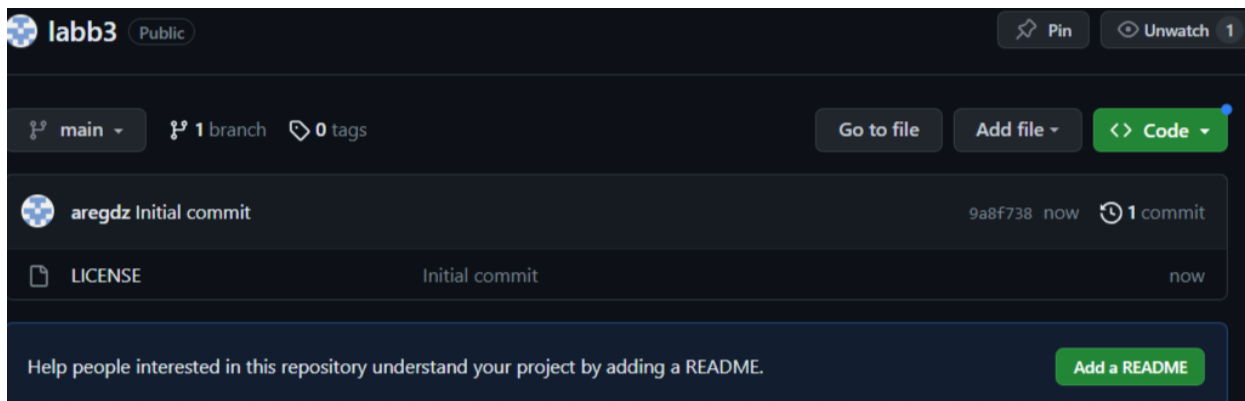 labb3 Public Pin Unwatch 1
main 1 branch 0 tags Go to file Add file Code
aregdz Initial commit 9a8f738 now 1 commit
LICENSE Initial commit now
Help people interested in this repository understand your project by adding a README. Add a README